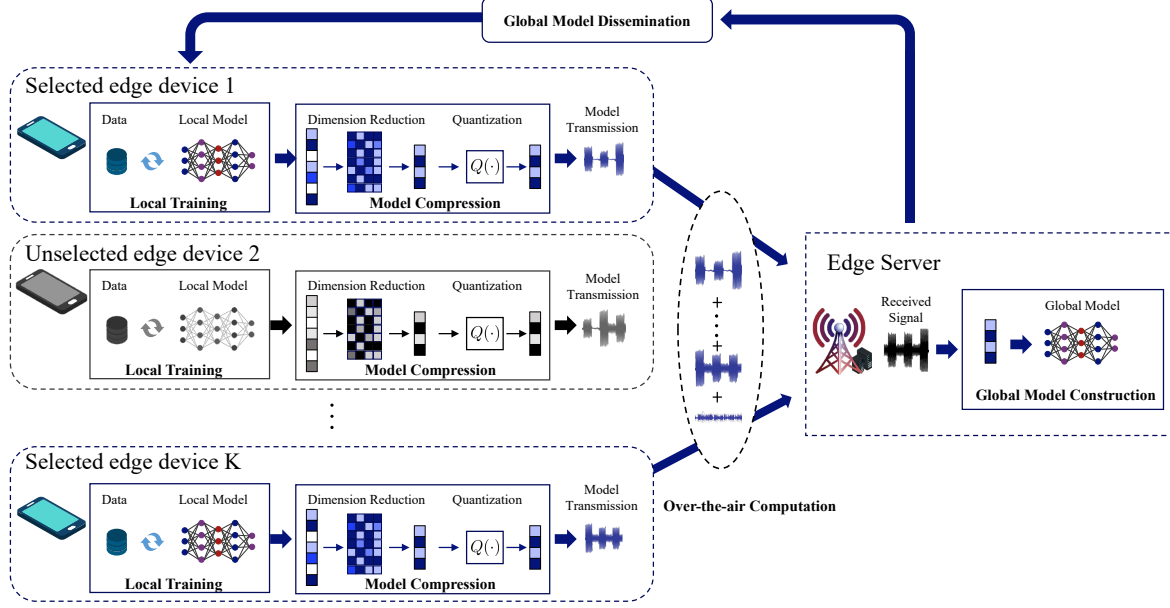 Global Model Dissemination
Selected edge device 1
Data
Local Model
Local Training
Dimension Reduction
Quantization
Q(·)
Model Compression
Model
Transmission
Unselected edge device 2
Data
Local Model
Local Training
Dimension Reduction
Quantization
Q(·)
Model Compression
Model
Transmission
Selected edge device K
Data
Local Model
Local Training
Dimension Reduction
Quantization
Q(·)
Model Compression
Model
Transmission
+
+
+
Over-the-air Computation
Edge Server
Received
Signal
Global Model
Global Model Construction